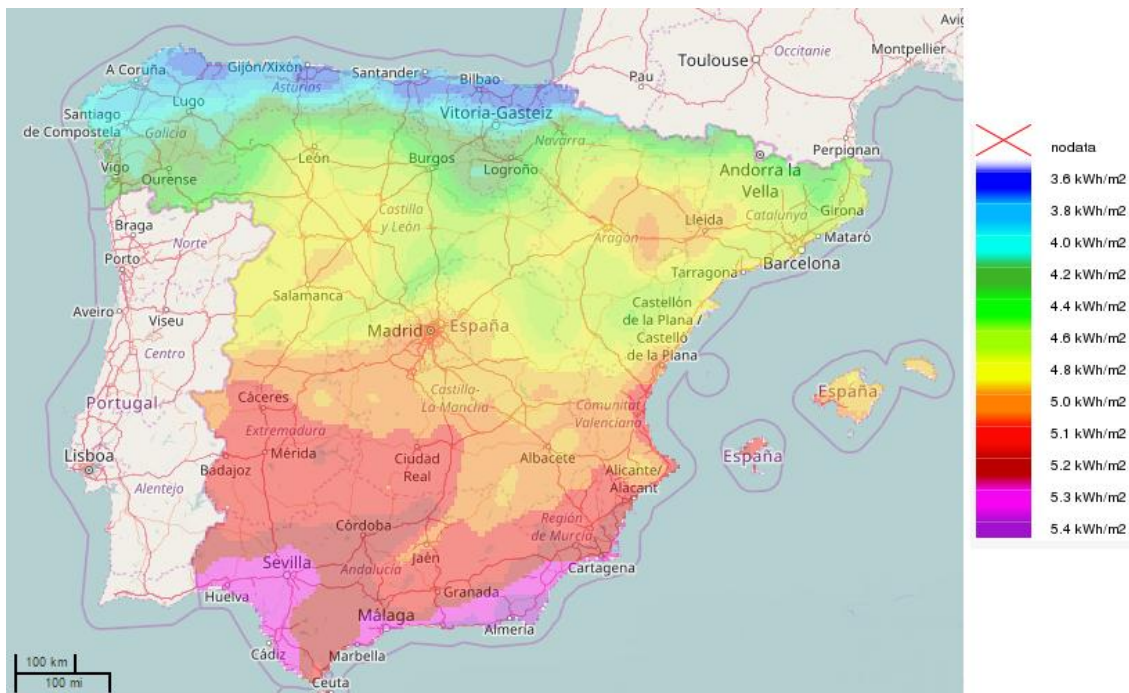 Toulouse
Occitanie
Montpellier
Avig
Pau
Perpignan
A Coruña
Gijón/Xixón
Santander
Bilbao
Asturias
Lugo
Santiago
de Compostela
Galicia
Vitoria-Gasteiz
Navarra
Vigo
Ourense
León
Burgos
Logroño
Andorra la
Vella
Girona
Catalunya
Lleida
Mataró
Barcelona
Tarragona
Aragón
Castilla
y León
Braga
Porto
Norte
Salamanca
Aveiro
Viseu
Centro
Madrid
España
Castellón
de la Plana /
Castelló
de la Plana
España
Castilla-
La Mancha
Comunitat
Valenciana
Cáceres
Extremadura
Portugal
Lisboa
Badajoz
Mérida
Ciudad
Real
Albacete
Alicante/
Alacant
España
Alentejo
Córdoba
Región
de Murcia
Jaén
Sevilla
Andalucía
Granada
Cartagena
Huelva
Málaga
Almería
Cádiz
Marbella
Ceuta
100 km
100 mi
nodata
3.6 kWh/m2
3.8 kWh/m2
4.0 kWh/m2
4.2 kWh/m2
4.4 kWh/m2
4.6 kWh/m2
4.8 kWh/m2
5.0 kWh/m2
5.1 kWh/m2
5.2 kWh/m2
5.3 kWh/m2
5.4 kWh/m2